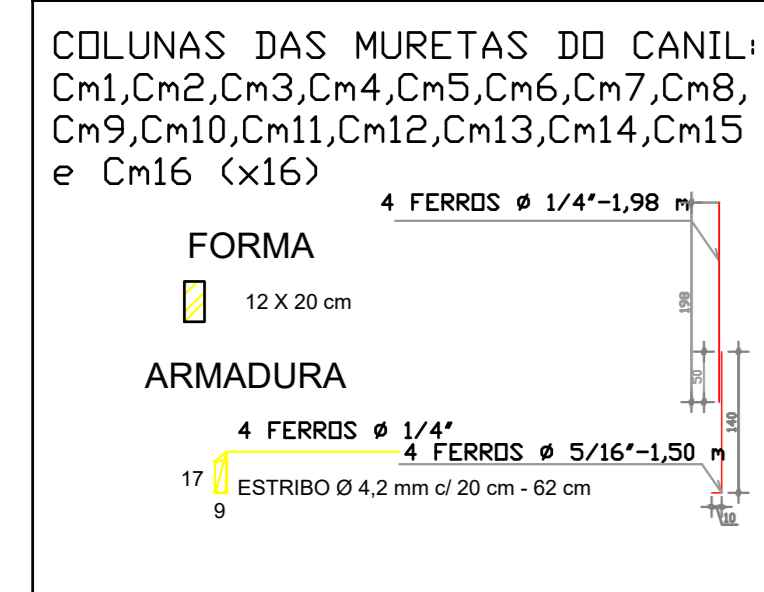 COLUNAS DAS MURETAS DO CANIL:
Cm1,Cm2,Cm3,Cm4,Cm5,Cm6,Cm7,Cm8,
Cm9,Cm10,Cm11,Cm12,Cm13,Cm14,Cm15
e Cm16 (x16)
4 FERROS ø 1/4"-1,98 m
FORMA
12 X 20 cm
198
50
140
ARMADURA
4 FERROS ø 1/4"
4 FERROS ø 5/16"-1,50 m
17
ESTRIBO Ø 4,2 mm c/ 20 cm - 62 cm
9
10